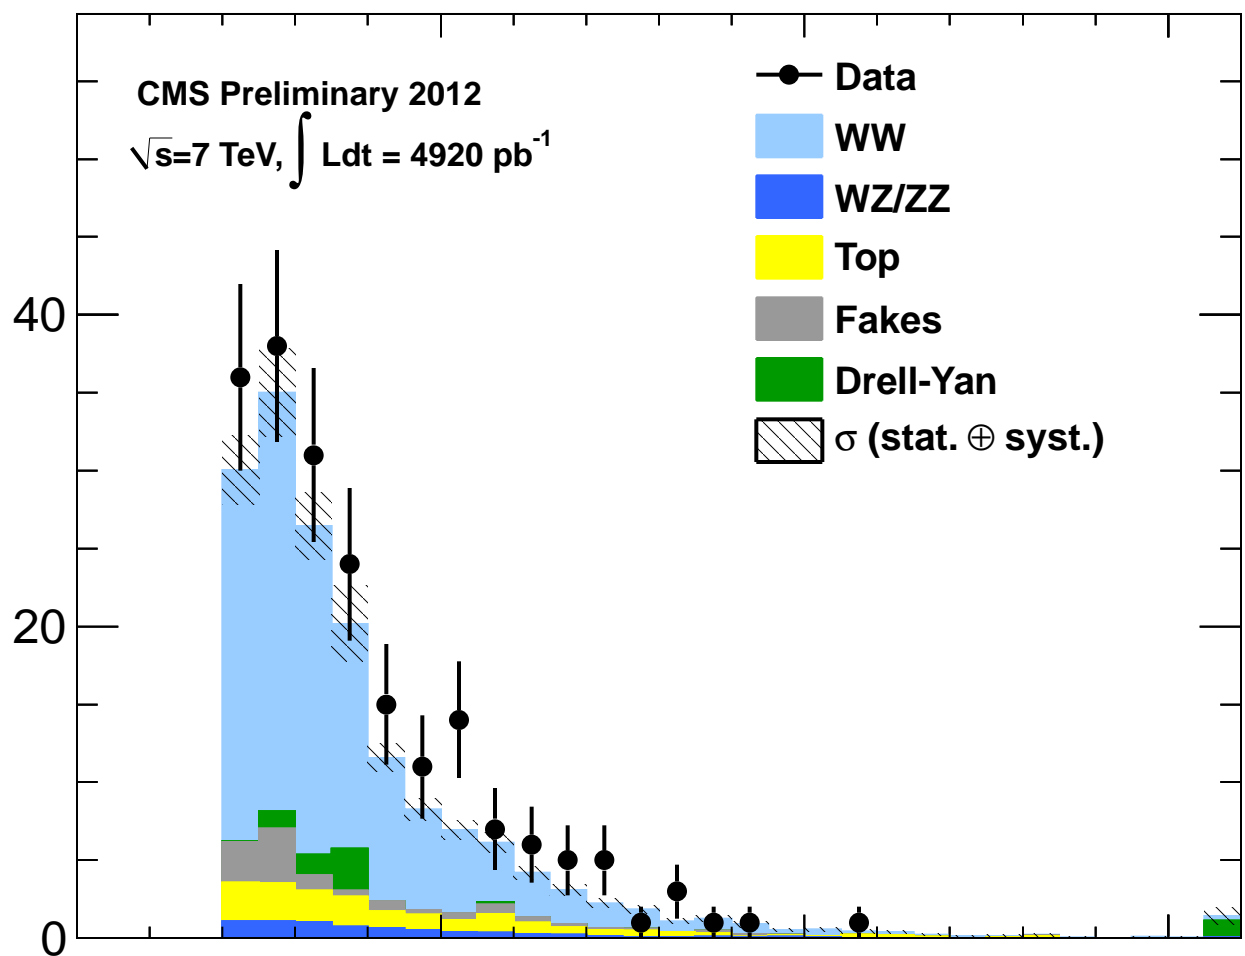 CMS Preliminary 2012
√s=7 TeV, ∫ Ldt = 4920 pb⁻¹
Data
WW
WZ/ZZ
Top
Fakes
Drell-Yan
σ (stat. ⊕ syst.)
40
20
0